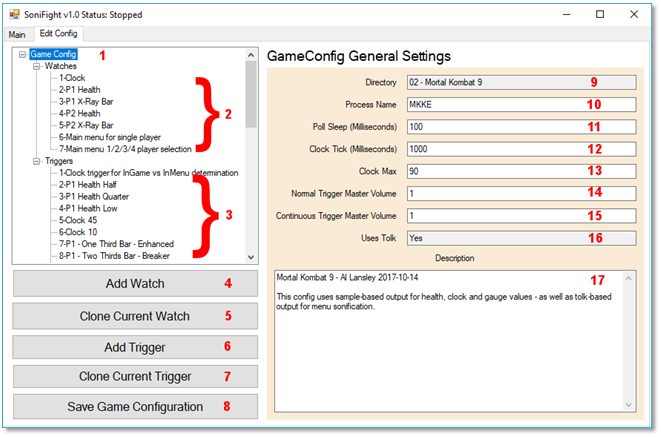 SoniFight v1.0 Status: Stopped
Main Edit Config
Game Config 1
Watches
1-Clock
2-P1 Health
3-P1 X-Ray Bar
4-P2 Health
5-P2 X-Ray Bar
6-Main menu for single player
7-Main menu 1/2/3/4 player selection
2
Triggers
1-Clock trigger for InGame vs InMenu determination
2-P1 Health Half
3-P1 Health Quarter
4-P1 Health Low
5-Clock 45
6-Clock 10
7-P1 - One Third Bar - Enhanced
8-P1 - Two Thirds Bar - Breaker
3
Add Watch 4
Clone Current Watch 5
Add Trigger 6
Clone Current Trigger 7
Save Game Configuration 8
GameConfig General Settings
Directory 02 - Mortal Kombat 9 9
Process Name MKKE 10
Poll Sleep (Milliseconds) 100 11
Clock Tick (Milliseconds) 1000 12
Clock Max 90 13
Normal Trigger Master Volume 1 14
Continuous Trigger Master Volume 1 15
Uses Tolk Yes 16
Description
Mortal Kombat 9 - Al Lansley 2017-10-14 17
This config uses sample-based output for health, clock and gauge values - as well as tolk-based
output for menu sonification.